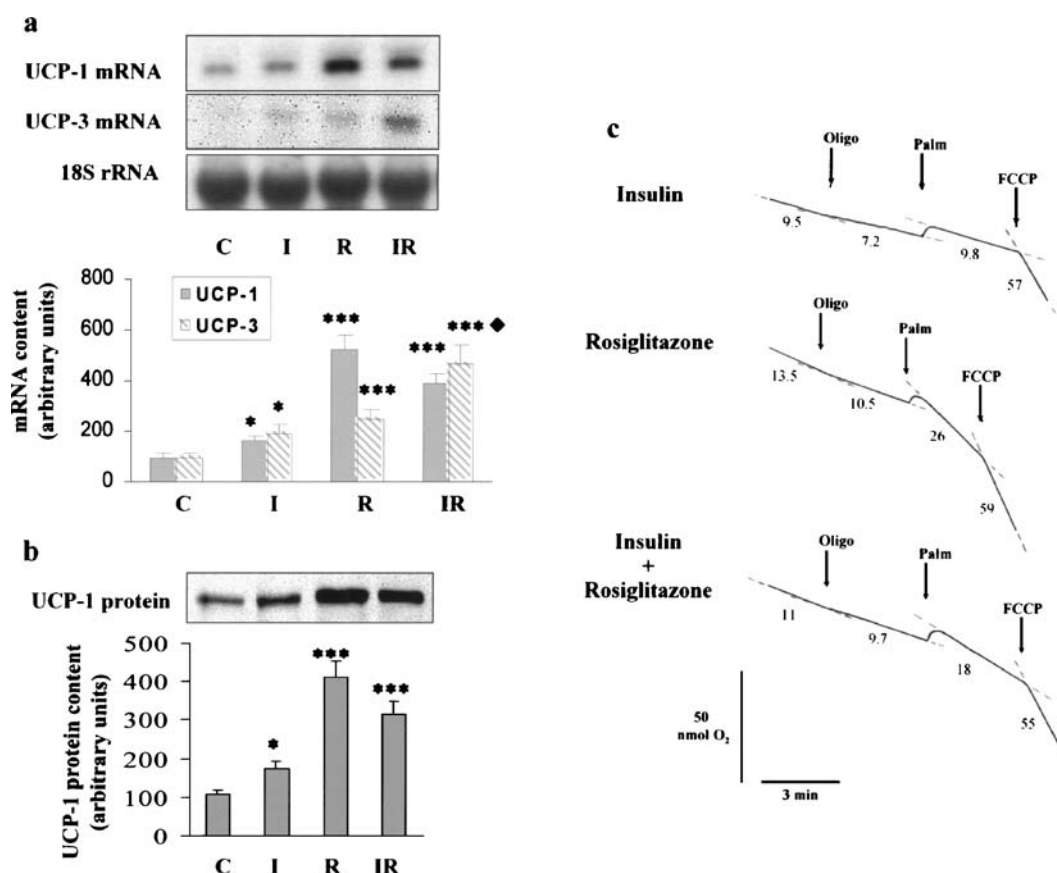 a
UCP-1 mRNA
UCP-3 mRNA
18S rRNA
C I R IR
mRNA content
(arbitrary units)
800
600
400
200
0
UCP-1
UCP-3
* * *** *** *** ***◆
C I R IR
b
UCP-1 protein
UCP-1 protein content
(arbitrary units)
500
400
300
200
100
0
* *** ***
C I R IR
c
Insulin
Oligo Palm FCCP
9.5 7.2 9.8 57
Rosiglitazone
Oligo Palm FCCP
13.5 10.5 26 59
Insulin
+
Rosiglitazone
Oligo Palm FCCP
11 9.7 18 55
50
nmol O₂
3 min